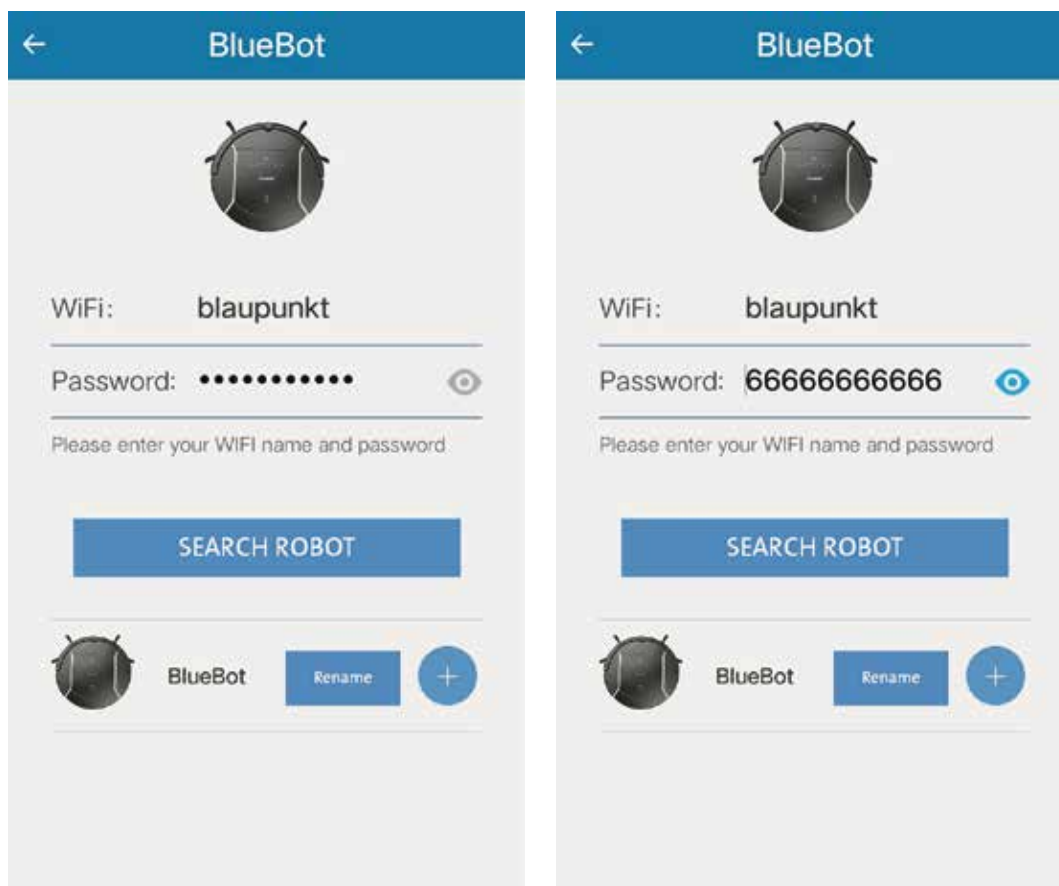 BlueBot
WiFi: blaupunkt
Password: •••••••••••
Please enter your WIFI name and password
SEARCH ROBOT
BlueBot Rename
BlueBot
WiFi: blaupunkt
Password: 66666666666
Please enter your WIFI name and password
SEARCH ROBOT
BlueBot Rename